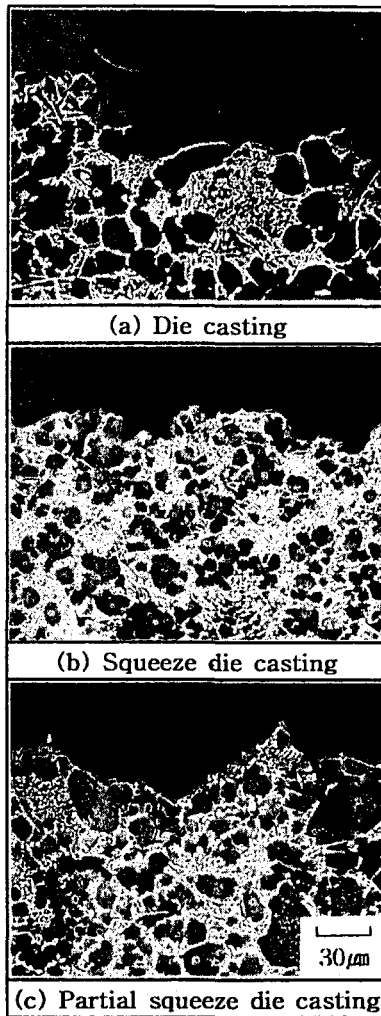 (a) Die casting
(b) Squeeze die casting
30㎛
(c) Partial squeeze die casting